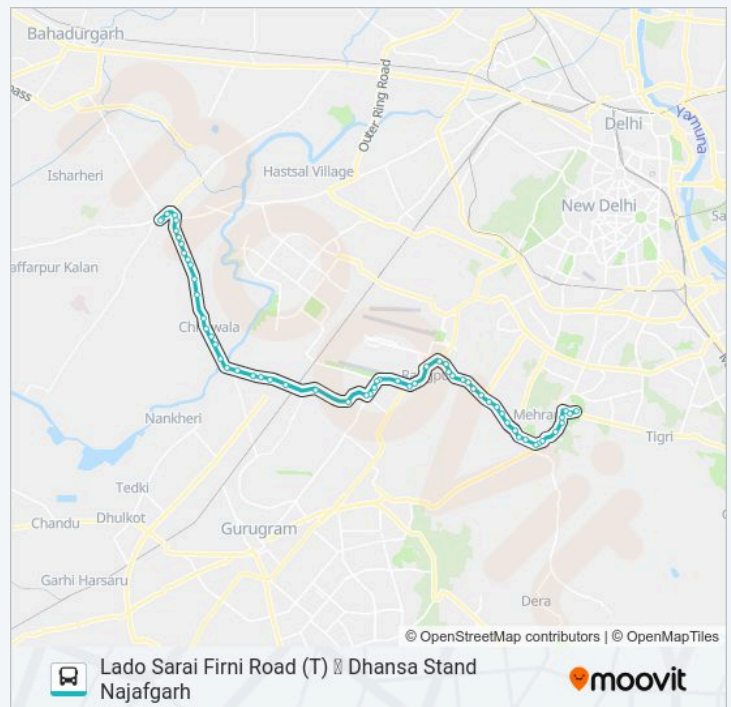 Bahadurgarh
Outer Ring Road
Delhi
Yamuna
Isharheri
Hastsal Village
New Delhi
affarpur Kalan
Mehra
Tigri
Nankheri
Tedki
Chandu
Dhulkot
Gurugram
Garhi Harsaru
Dera
© OpenStreetMap contributors | © OpenMapTiles
Lado Sarai Firni Road (T) Dhansa Stand
Najafgarh
moovit